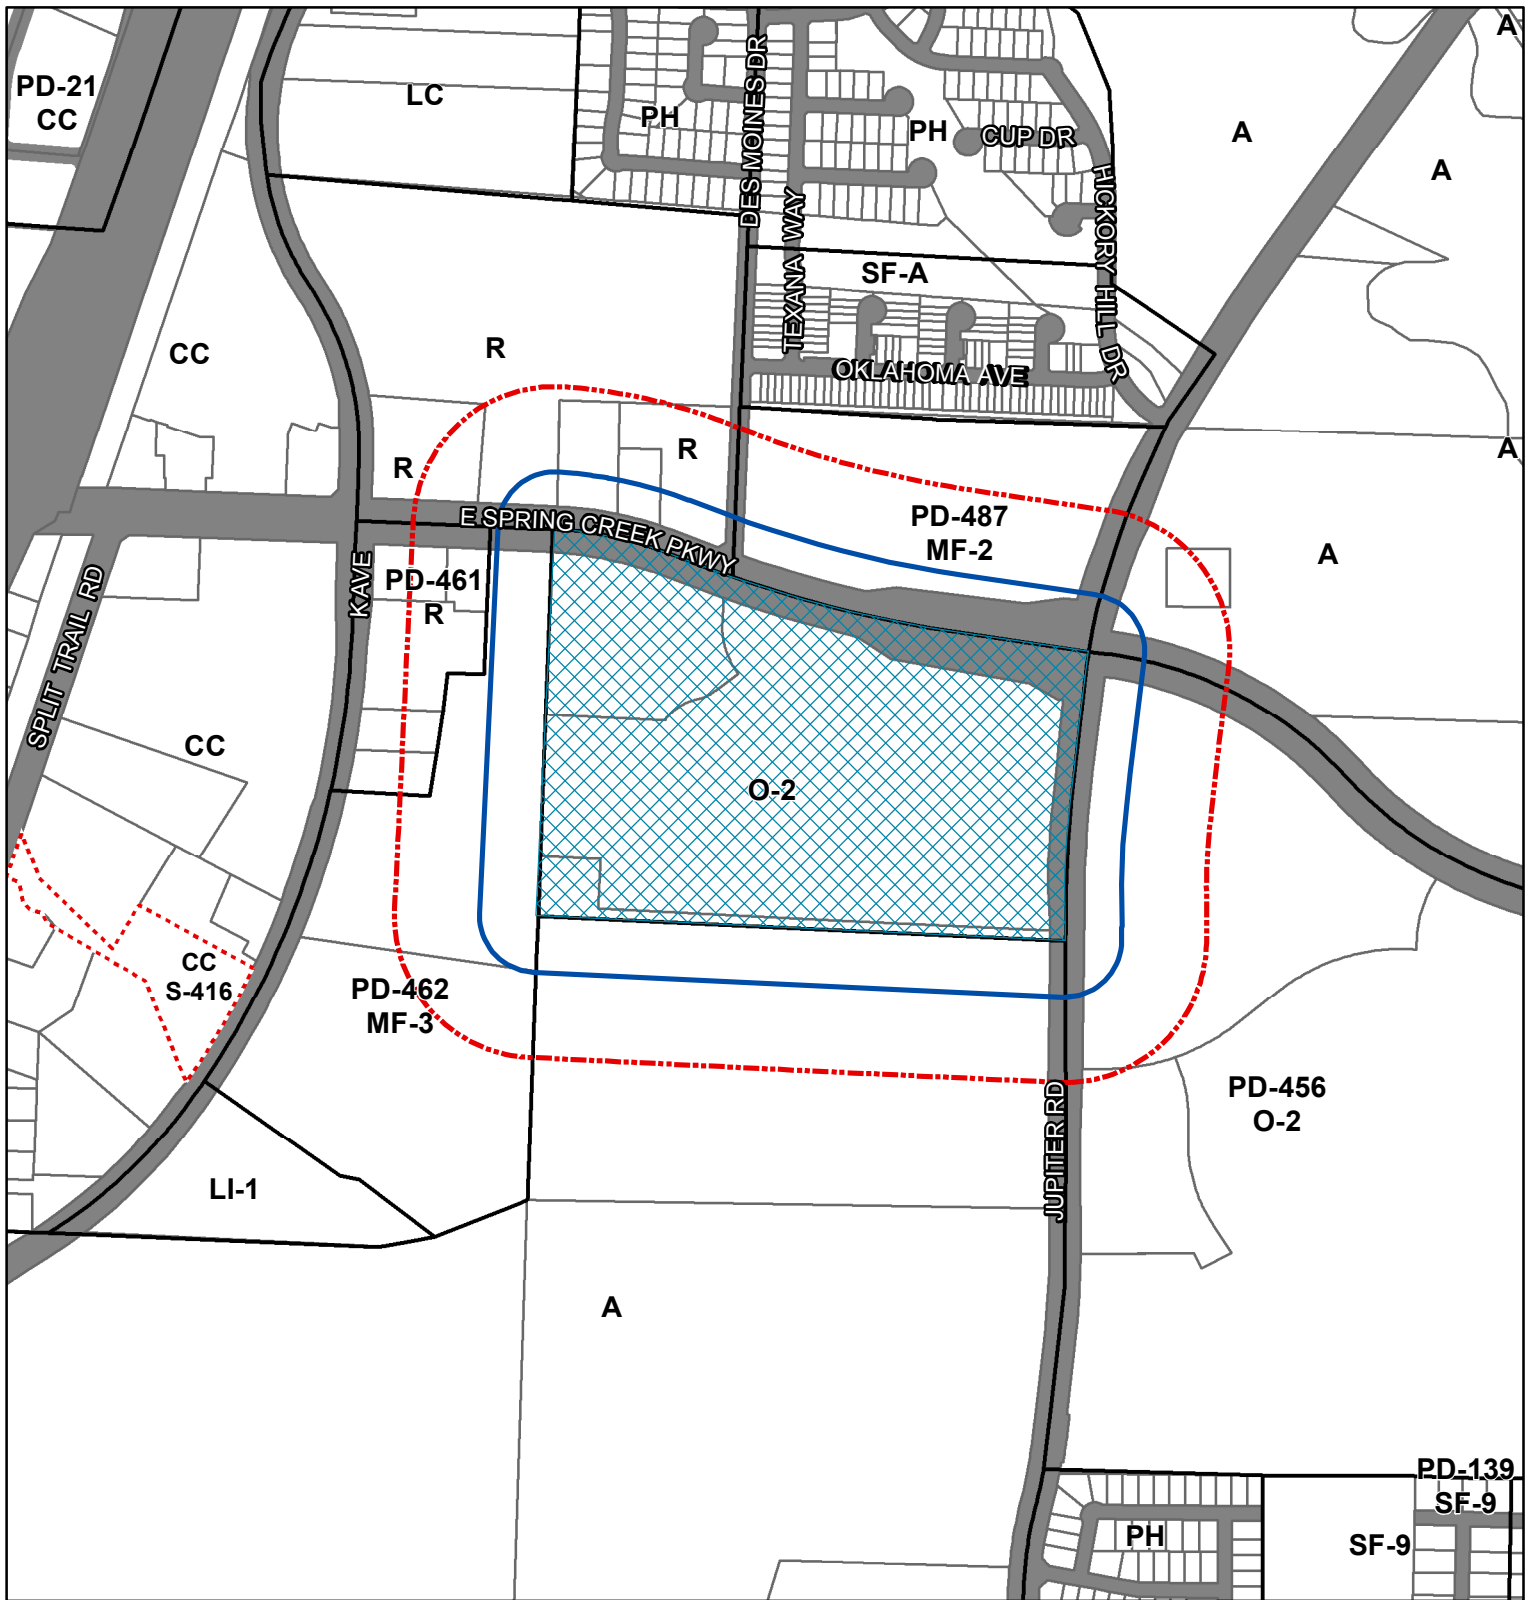 A
PD-21
CC
LC
PH
DES MOINES DR
PH
CUP DR
A
A
HICKORY HILL DR
TEXANA WAY
SF-A
CC
R
OKLAHOMA AVE
R
R
A
E SPRING CREEK PKWY
PD-487
MF-2
A
K AVE
PD-461
R
SPLIT TRAIL RD
CC
O-2
CC
S-416
PD-462
MF-3
JUPITER RD
PD-456
O-2
LI-1
A
PD-139
SF-9
PH
SF-9